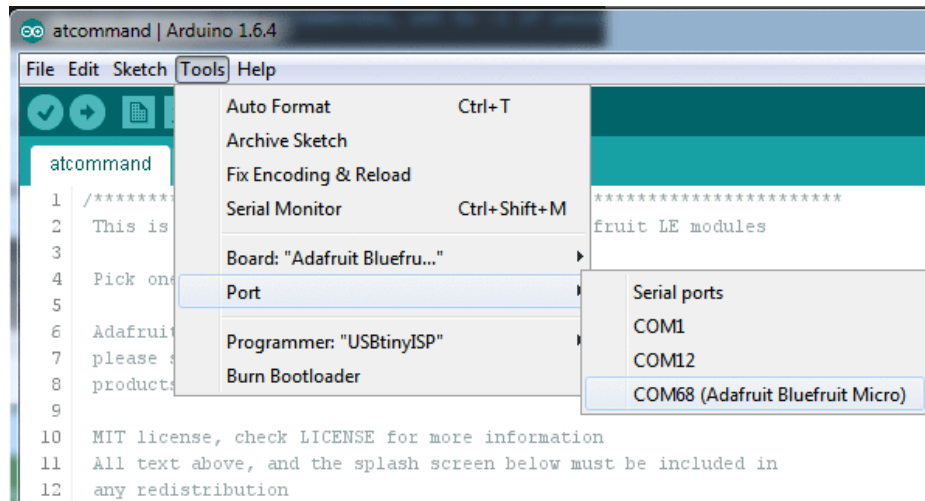 atcommand | Arduino 1.6.4
File Edit Sketch Tools Help
Auto Format Ctrl+T
Archive Sketch
Fix Encoding & Reload
Serial Monitor Ctrl+Shift+M
Board: "Adafruit Bluefru..."
Port
Programmer: "USBtinyISP"
Burn Bootloader
Serial ports
COM1
COM12
COM68 (Adafruit Bluefruit Micro)
atcommand
1 /********* ***********************
2 This is fruit LE modules
3
4 Pick one
5
6 Adafruit
7 please
8 products
9
10 MIT license, check LICENSE for more information
11 All text above, and the splash screen below must be included in
12 any redistribution